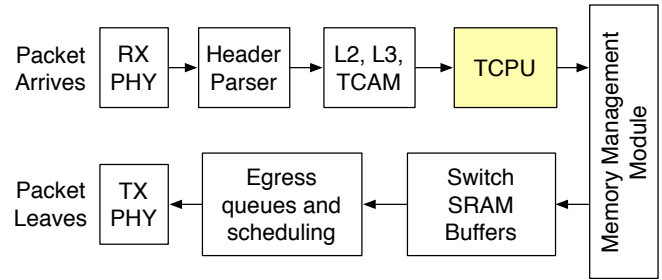 Packet
Arrives
RX
PHY
Header
Parser
L2, L3,
TCAM
TCPU
Memory Management
Module
Packet
Leaves
TX
PHY
Egress
queues and
scheduling
Switch
SRAM
Buffers